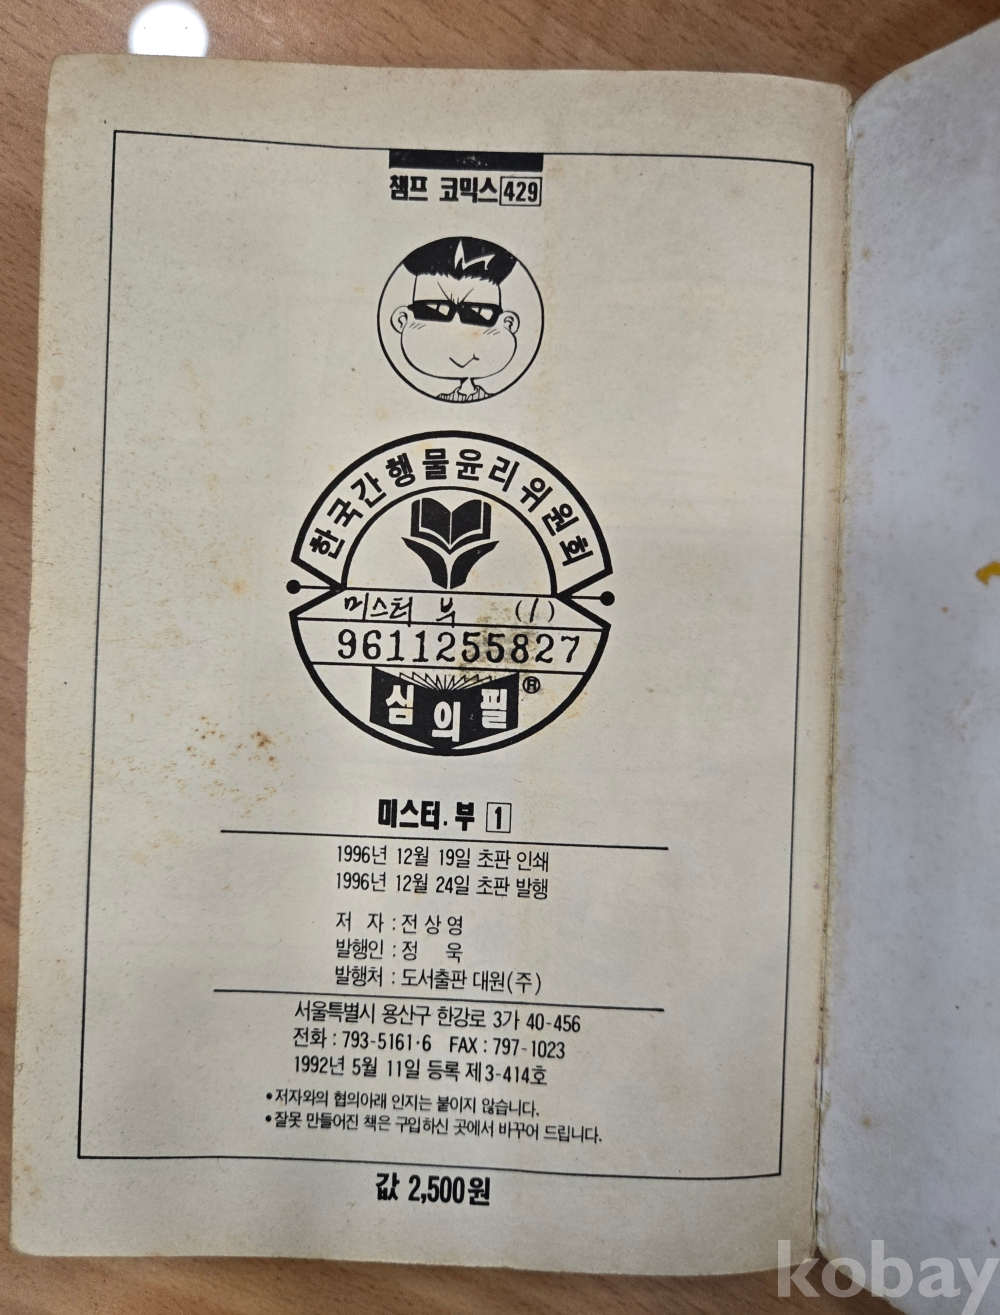 챔프 코믹스 429
한국간행물윤리위원회
미스터 부 (1)
9611255827
심의필
미스터. 부 1
1996년 12월 19일 초판 인쇄
1996년 12월 24일 초판 발행
저 자 : 전상영
발행인 : 정 욱
발행처 : 도서출판 대원(주)
서울특별시 용산구 한강로 3가 40-456
전화 : 793-5161·6 FAX : 797-1023
1992년 5월 11일 등록 제3-414호
•저자와의 협의아래 인지는 붙이지 않습니다.
•잘못 만들어진 책은 구입하신 곳에서 바꾸어 드립니다.
값 2,500원
kobay